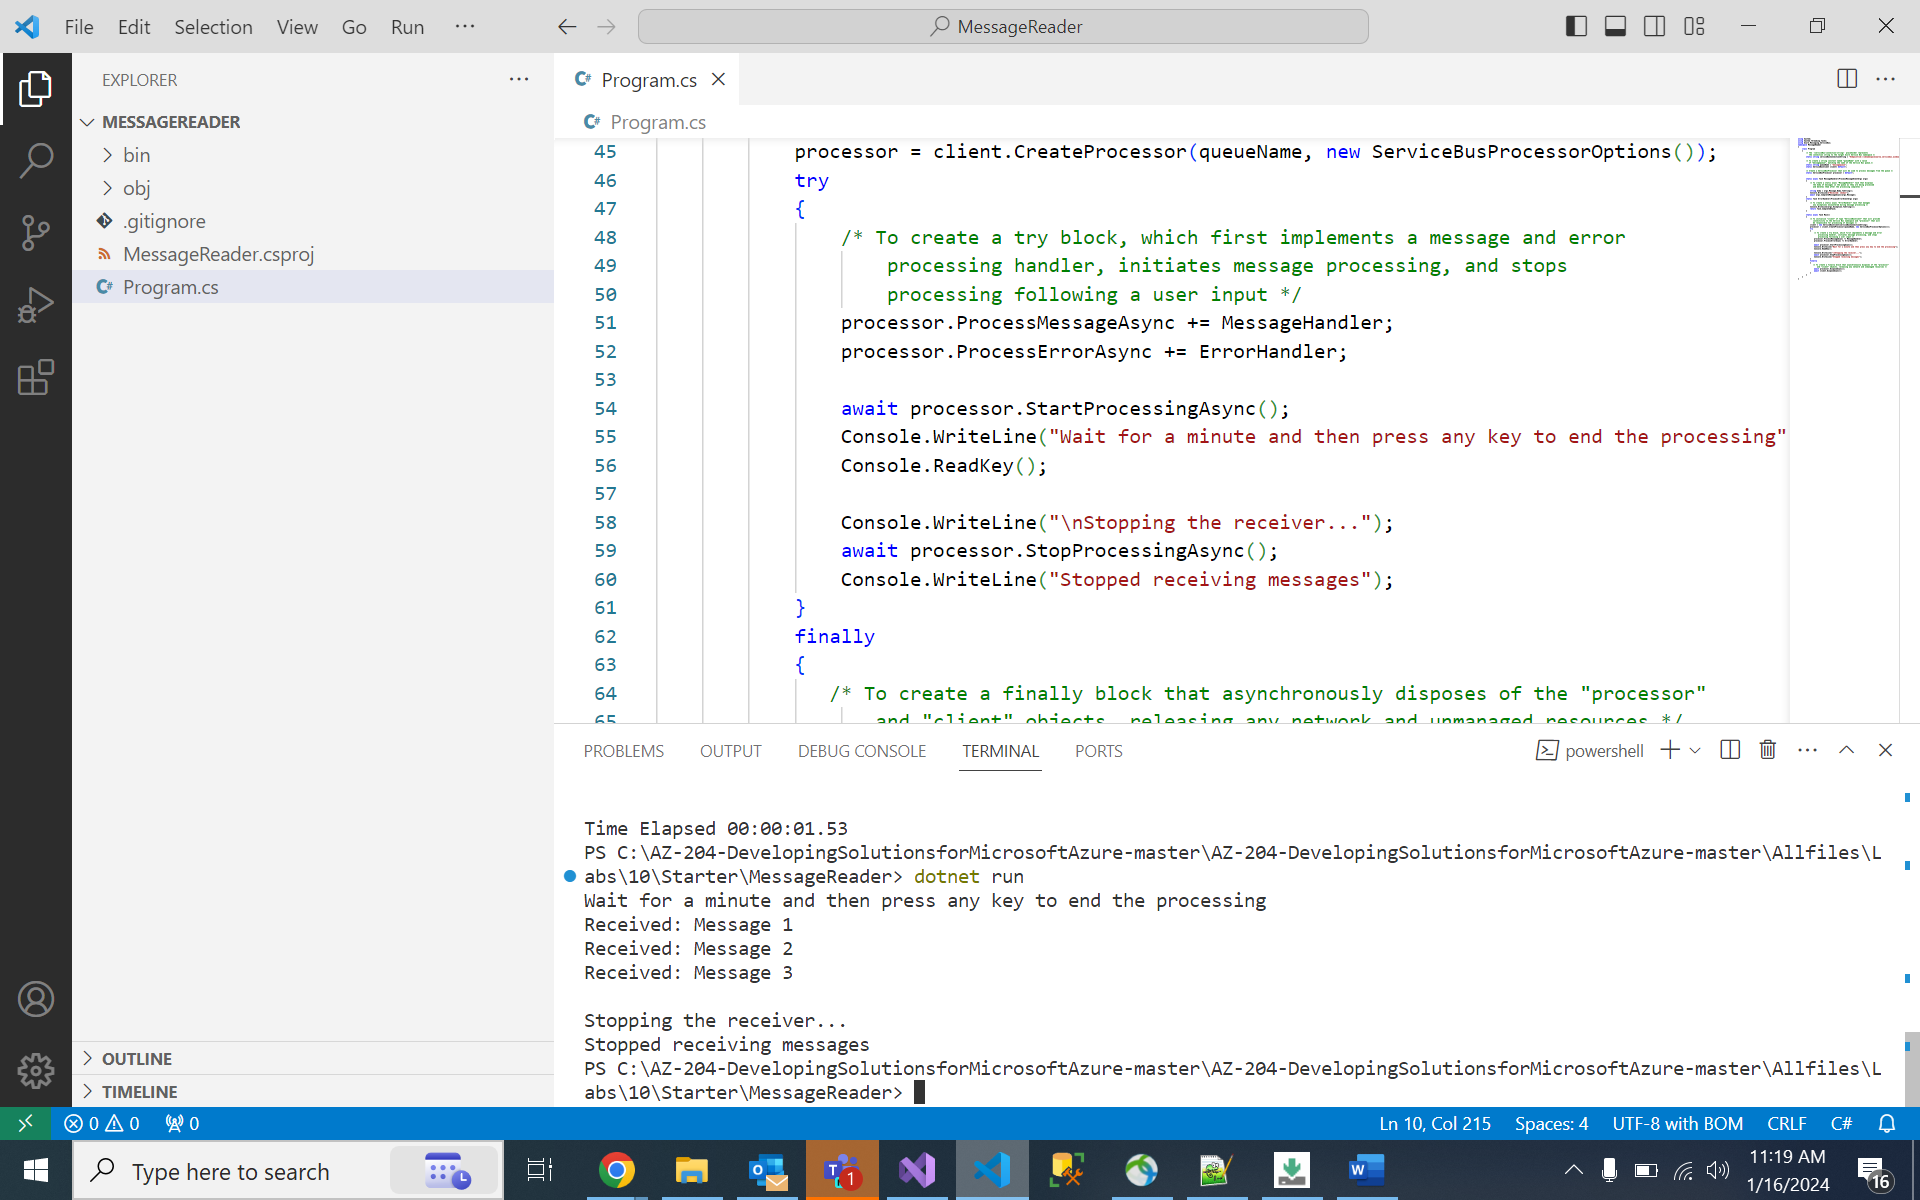 File Edit Selection View Go Run ···
MessageReader
EXPLORER
Program.cs
MESSAGEREADER
Program.cs
bin
obj
.gitignore
MessageReader.csproj
Program.cs
45 processor = client.CreateProcessor(queueName, new ServiceBusProcessorOptions());
46 try
47 {
48 /* To create a try block, which first implements a message and error
49 processing handler, initiates message processing, and stops
50 processing following a user input */
51 processor.ProcessMessageAsync += MessageHandler;
52 processor.ProcessErrorAsync += ErrorHandler;
53
54 await processor.StartProcessingAsync();
55 Console.WriteLine("Wait for a minute and then press any key to end the processing"
56 Console.ReadKey();
57
58 Console.WriteLine("\nStopping the receiver...");
59 await processor.StopProcessingAsync();
60 Console.WriteLine("Stopped receiving messages");
61 }
62 finally
63 {
64 /* To create a finally block that asynchronously disposes of the "processor"
65 and "client" objects, releasing any network and unmanaged resources */
PROBLEMS OUTPUT DEBUG CONSOLE TERMINAL PORTS
powershell
Time Elapsed 00:00:01.53
PS C:\AZ-204-DevelopingSolutionsforMicrosoftAzure-master\AZ-204-DevelopingSolutionsforMicrosoftAzure-master\Allfiles\L
abs\10\Starter\MessageReader> dotnet run
Wait for a minute and then press any key to end the processing
Received: Message 1
Received: Message 2
Received: Message 3
Stopping the receiver...
Stopped receiving messages
PS C:\AZ-204-DevelopingSolutionsforMicrosoftAzure-master\AZ-204-DevelopingSolutionsforMicrosoftAzure-master\Allfiles\L
abs\10\Starter\MessageReader>
OUTLINE
TIMELINE
0 0 0
Ln 10, Col 215 Spaces: 4 UTF-8 with BOM CRLF C#
Type here to search
1
11:19 AM
1/16/2024
16